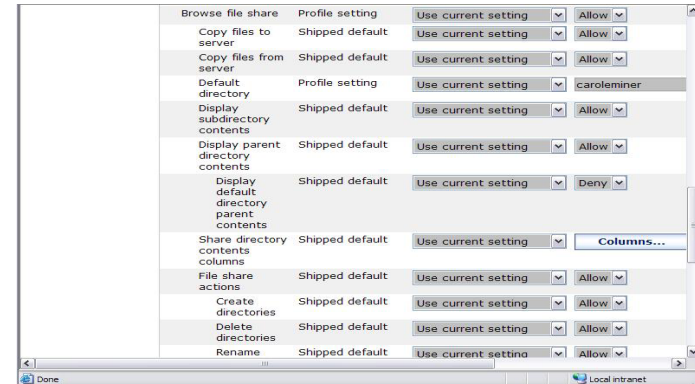 Browse file share Profile setting Use current setting Allow
Copy files to server Shipped default Use current setting Allow
Copy files from server Shipped default Use current setting Allow
Default directory Profile setting Use current setting caroleminer
Display subdirectory contents Shipped default Use current setting Allow
Display parent directory contents Shipped default Use current setting Allow
Display default directory parent contents Shipped default Use current setting Deny
Share directory contents columns Shipped default Use current setting Columns...
File share actions Shipped default Use current setting Allow
Create directories Shipped default Use current setting Allow
Delete directories Shipped default Use current setting Allow
Rename Shipped default Use current setting Allow
Done Local intranet